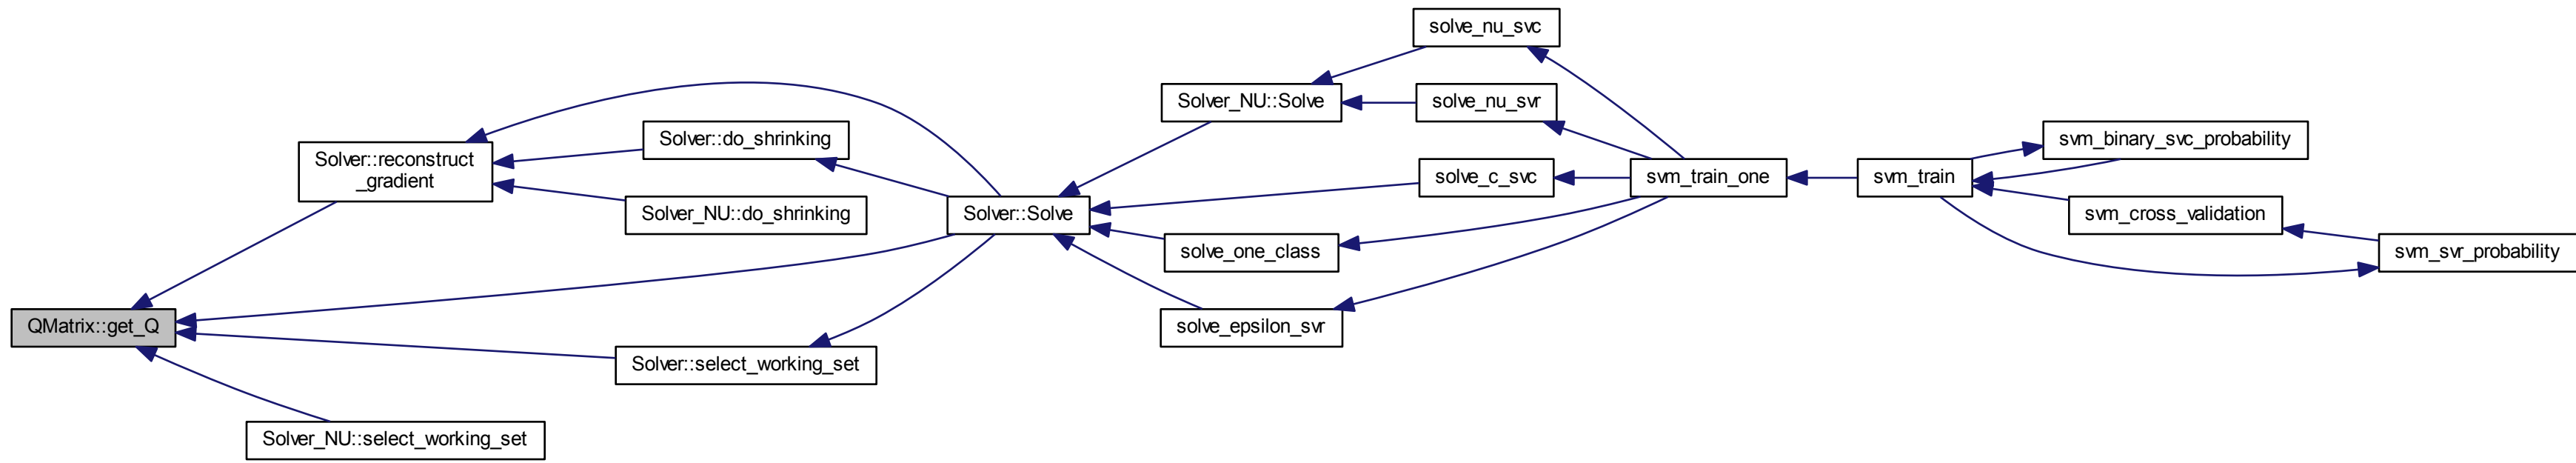 QMatrix::get_Q
Solver::reconstruct
_gradient
Solver_NU::select_working_set
Solver::do_shrinking
Solver_NU::do_shrinking
Solver::select_working_set
Solver::Solve
Solver_NU::Solve
solve_one_class
solve_epsilon_svr
solve_nu_svc
solve_nu_svr
solve_c_svc
svm_train_one
svm_train
svm_binary_svc_probability
svm_cross_validation
svm_svr_probability